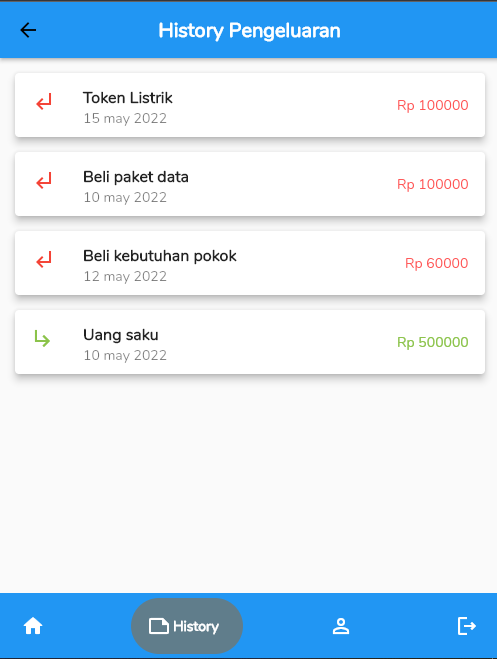 History Pengeluaran
Token Listrik
Rp 100000
15 may 2022
Beli paket data
Rp 100000
10 may 2022
Beli kebutuhan pokok
Rp 60000
12 may 2022
Uang saku
Rp 500000
10 may 2022
History